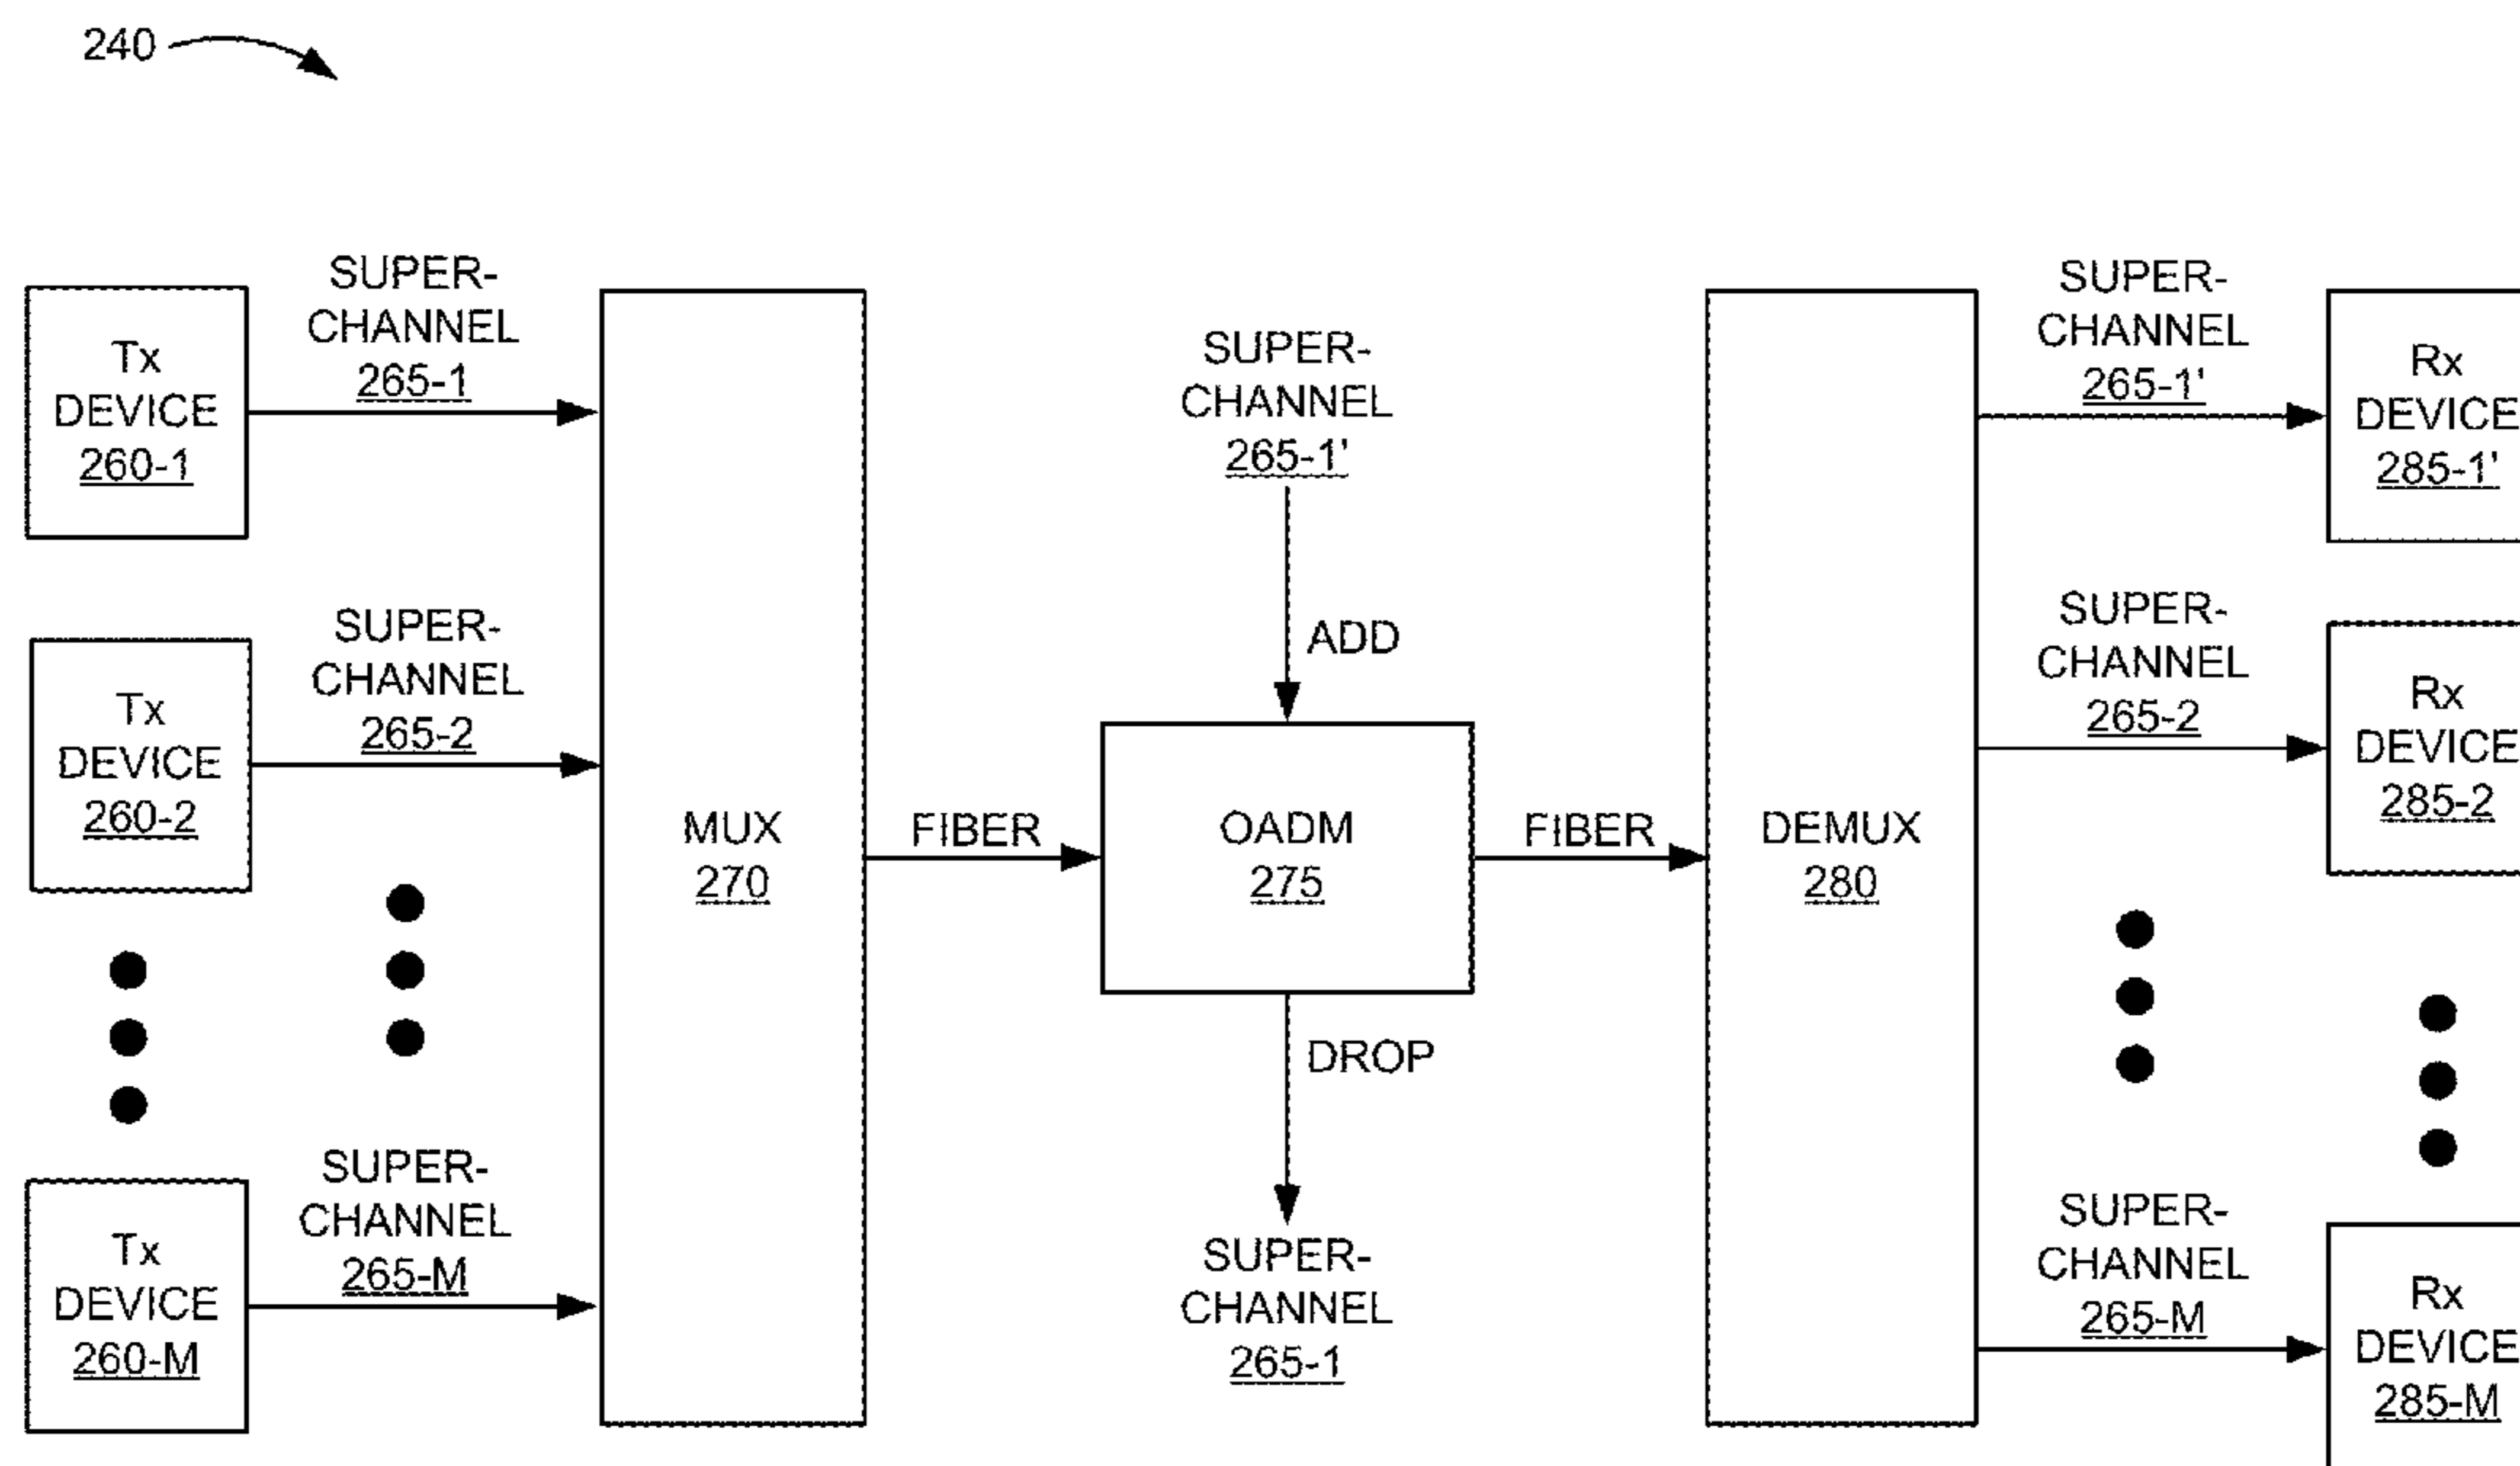 240
SUPER-
CHANNEL
265-1
Tx
DEVICE
260-1
SUPER-
CHANNEL
265-2
Tx
DEVICE
260-2
SUPER-
CHANNEL
265-M
Tx
DEVICE
260-M
MUX
270
FIBER
SUPER-
CHANNEL
265-1'
ADD
OADM
275
DROP
SUPER-
CHANNEL
265-1
FIBER
DEMUX
280
SUPER-
CHANNEL
265-1'
Rx
DEVICE
285-1'
SUPER-
CHANNEL
265-2
Rx
DEVICE
285-2
SUPER-
CHANNEL
265-M
Rx
DEVICE
285-M